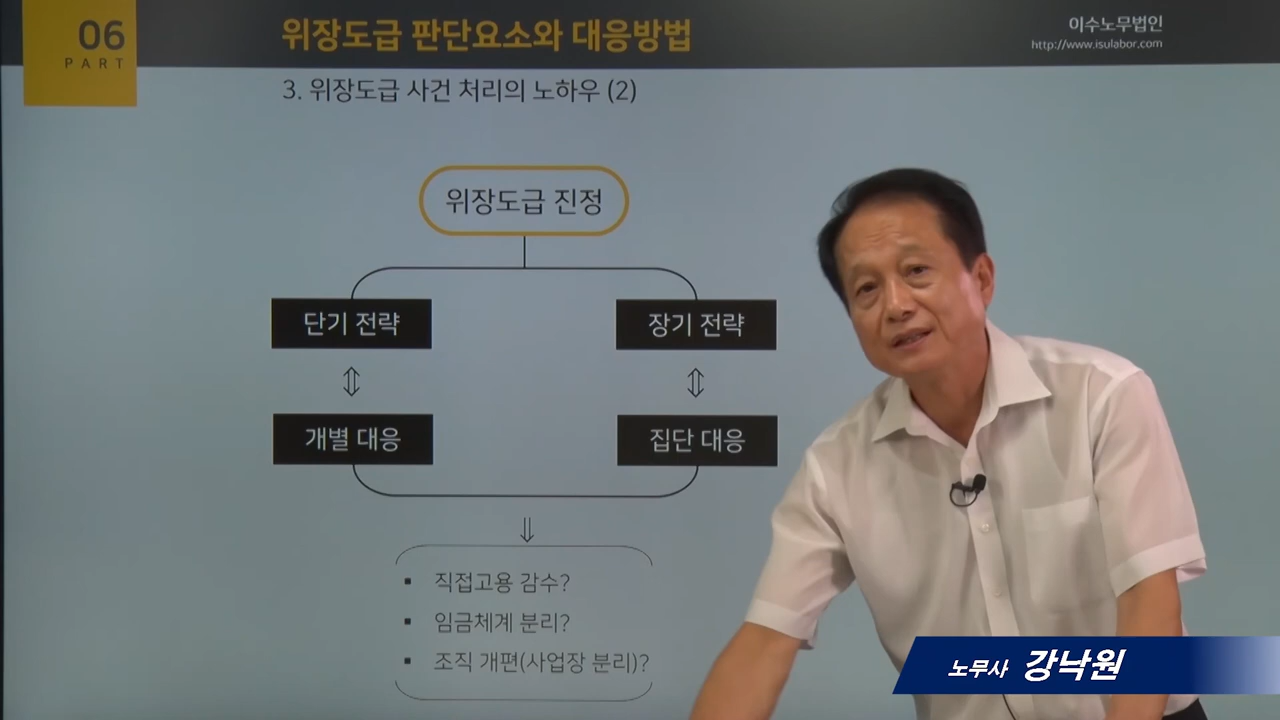 06
PART
위장도급 판단요소와 대응방법
이수노무법인
http://www.isulabor.com
3. 위장도급 사건 처리의 노하우 (2)
위장도급 진정
단기 전략
장기 전략
개별 대응
집단 대응
▪ 직접고용 감수?
▪ 임금체계 분리?
▪ 조직 개편(사업장 분리)?
노무사 강낙원